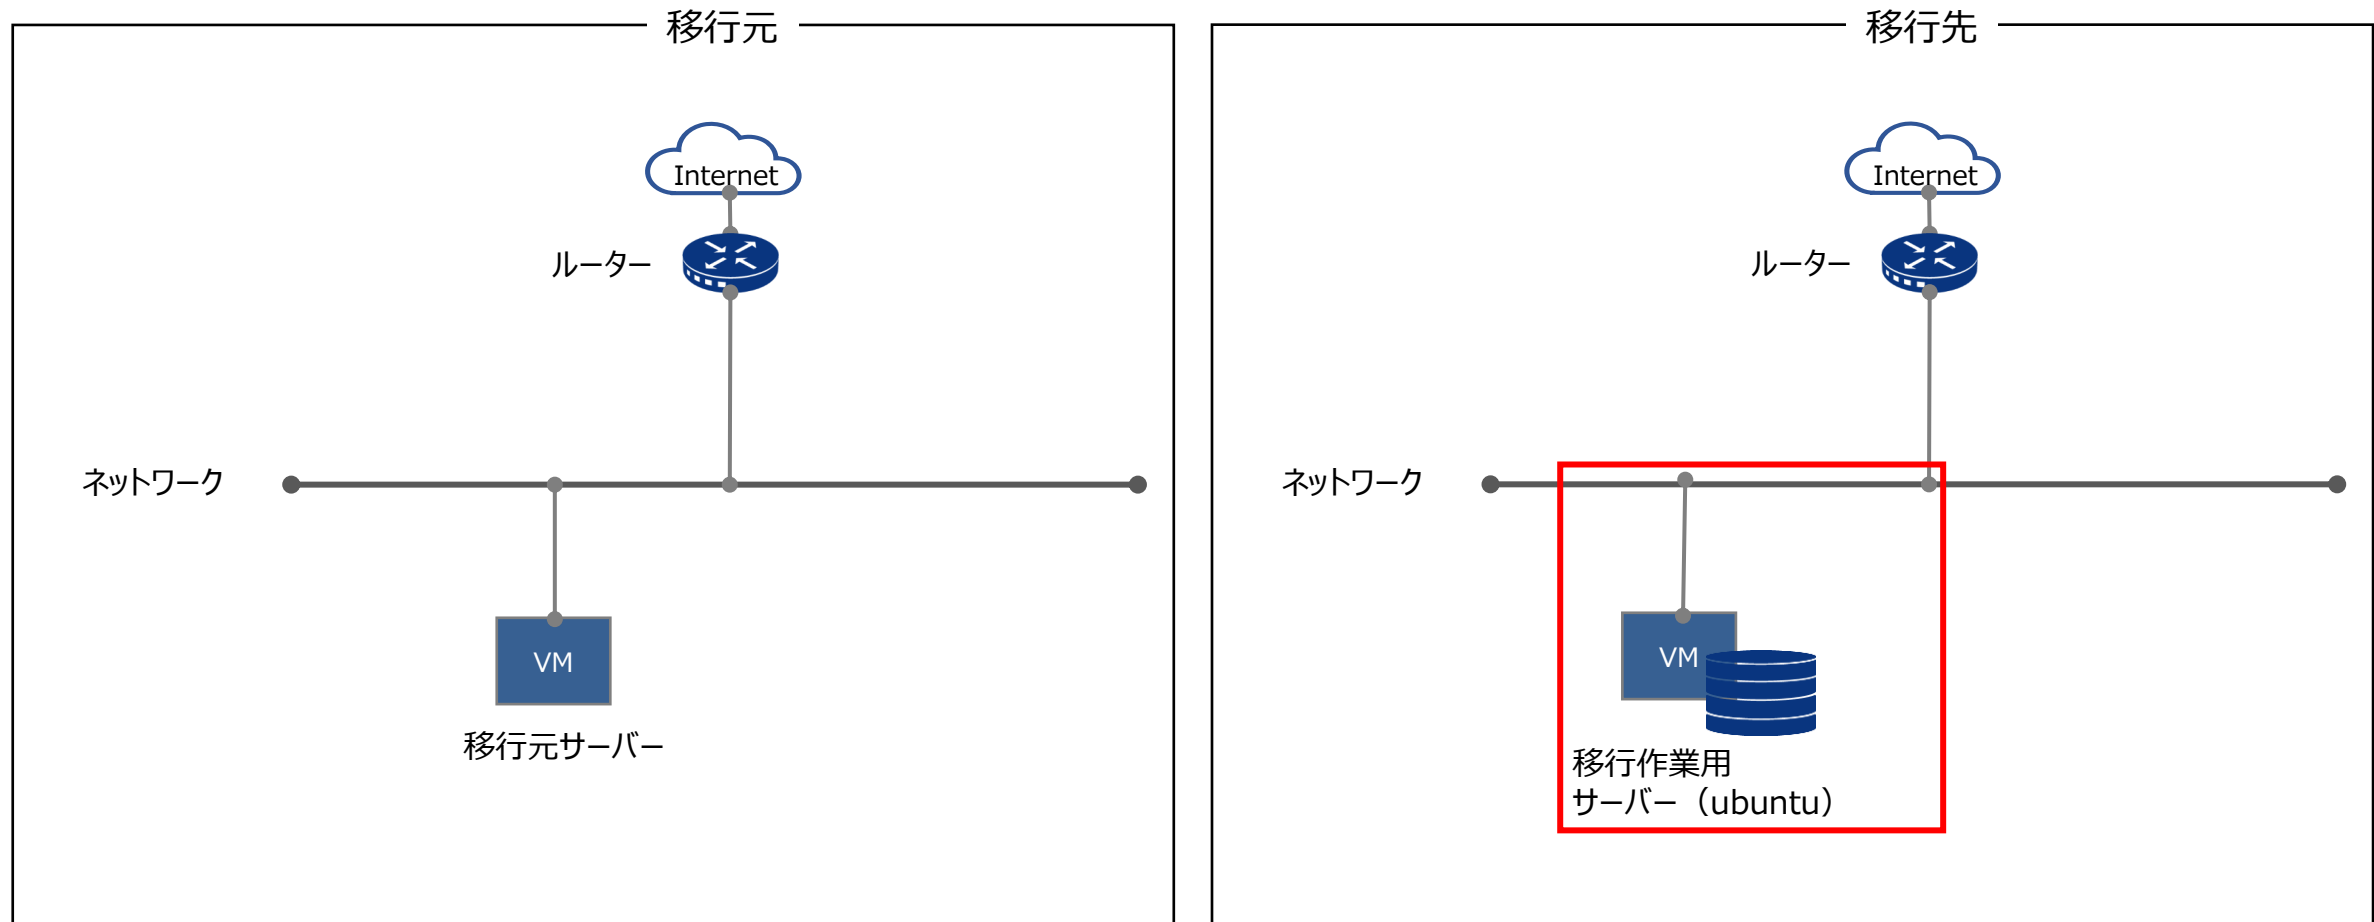 移行元
Internet
ルーター
ネットワーク
VM
移行元サーバー
移行先
Internet
ルーター
ネットワーク
VM
移行作業用
サーバー（ubuntu）